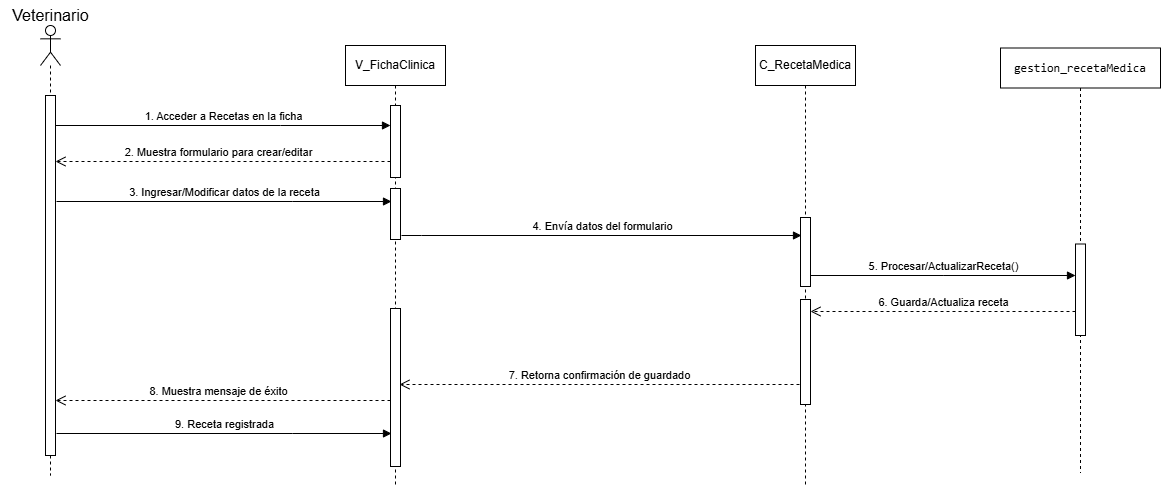 Veterinario
V_FichaClinica
C_RecetaMedica
gestion_recetaMedica
1. Acceder a Recetas en la ficha
2. Muestra formulario para crear/editar
3. Ingresar/Modificar datos de la receta
4. Envía datos del formulario
5. Procesar/ActualizarReceta()
6. Guarda/Actualiza receta
7. Retorna confirmación de guardado
8. Muestra mensaje de éxito
9. Receta registrada